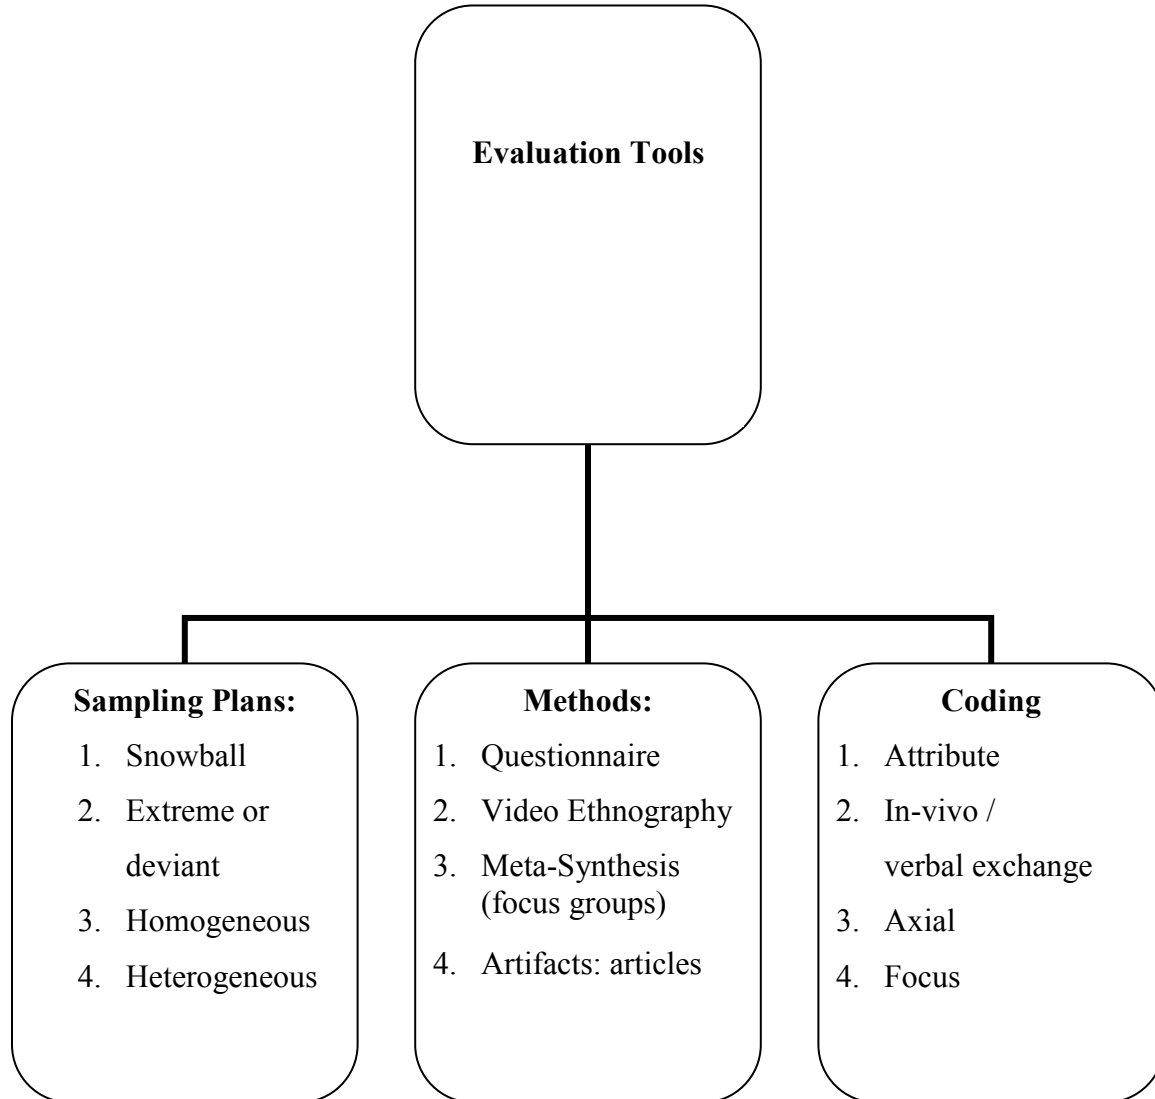 Evaluation Tools
Sampling Plans:
1. Snowball
2. Extreme or
deviant
3. Homogeneous
4. Heterogeneous
Methods:
1. Questionnaire
2. Video Ethnography
3. Meta-Synthesis
(focus groups)
4. Artifacts: articles
Coding
1. Attribute
2. In-vivo /
verbal exchange
3. Axial
4. Focus